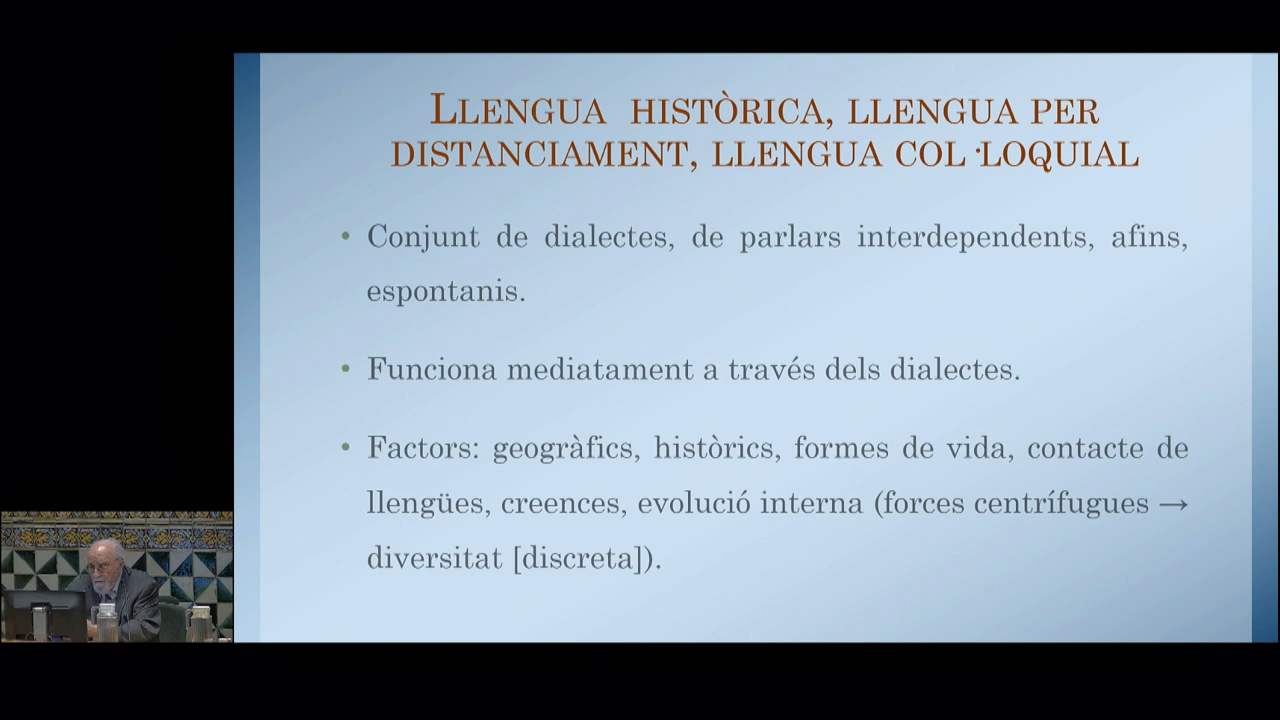 LLENGUA HISTÒRICA, LLENGUA PER
DISTANCIAMENT, LLENGUA COL·LOQUIAL
• Conjunt de dialectes, de parlars interdependents, afins,
espontanis.
• Funciona mediatament a través dels dialectes.
• Factors: geogràfics, històrics, formes de vida, contacte de
llengües, creences, evolució interna (forces centrífugues →
diversitat [discreta]).